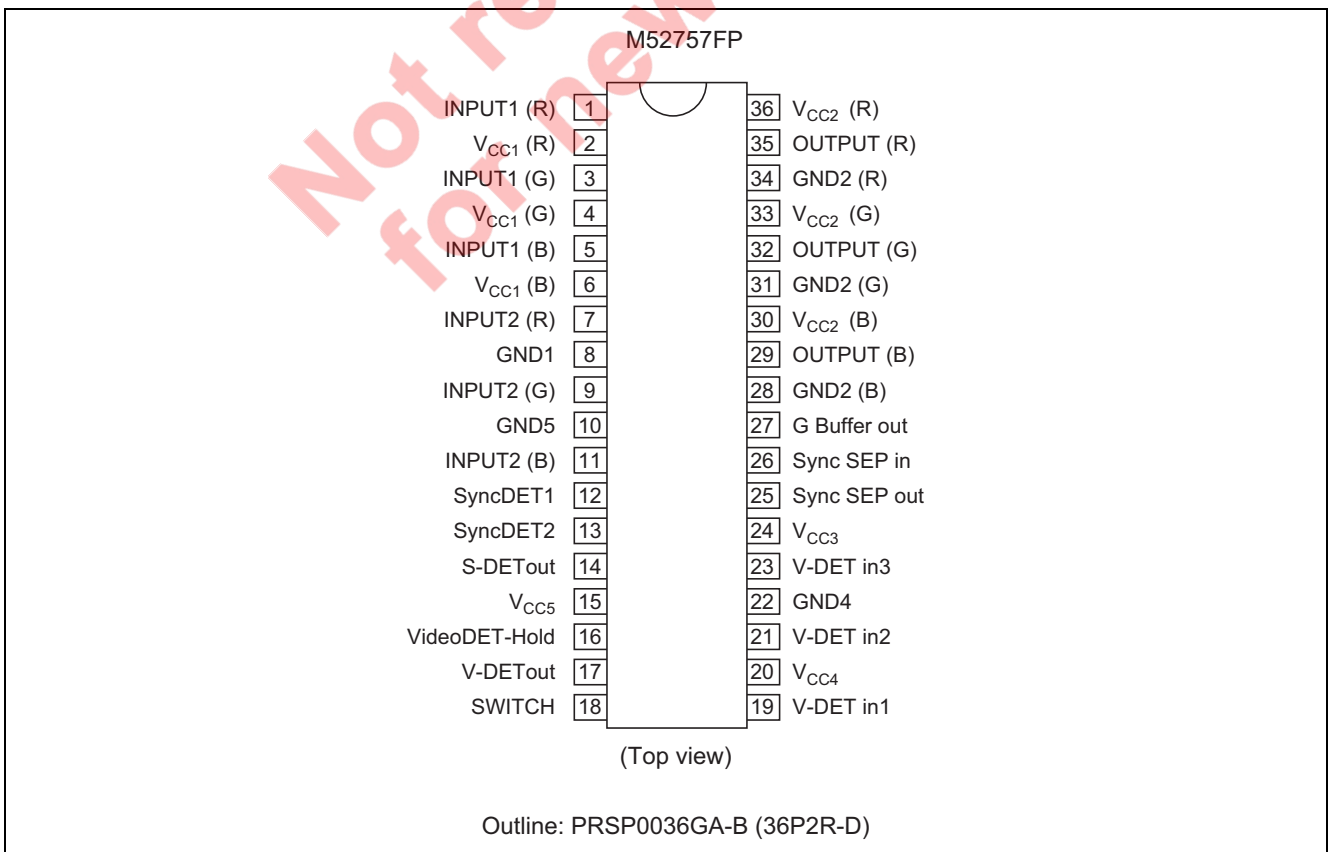 Not re
for new
M52757FP
INPUT1 (R) 1 36 VCC2 (R)
VCC1 (R) 2 35 OUTPUT (R)
INPUT1 (G) 3 34 GND2 (R)
VCC1 (G) 4 33 VCC2 (G)
INPUT1 (B) 5 32 OUTPUT (G)
VCC1 (B) 6 31 GND2 (G)
INPUT2 (R) 7 30 VCC2 (B)
GND1 8 29 OUTPUT (B)
INPUT2 (G) 9 28 GND2 (B)
GND5 10 27 G Buffer out
INPUT2 (B) 11 26 Sync SEP in
SyncDET1 12 25 Sync SEP out
SyncDET2 13 24 VCC3
S-DETout 14 23 V-DET in3
VCC5 15 22 GND4
VideoDET-Hold 16 21 V-DET in2
V-DETout 17 20 VCC4
SWITCH 18 19 V-DET in1
(Top view)
Outline: PRSP0036GA-B (36P2R-D)